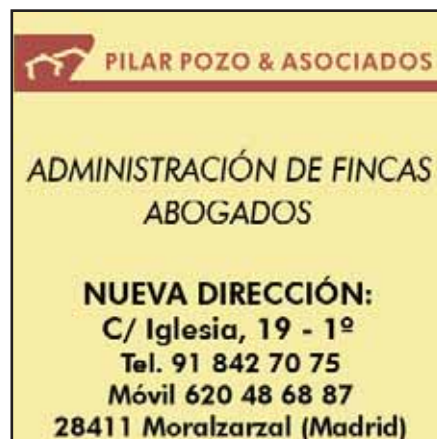 PILAR POZO & ASOCIADOS
ADMINISTRACIÓN DE FINCAS
ABOGADOS
NUEVA DIRECCIÓN:
C/ Iglesia, 19 - 1º
Tel. 91 842 70 75
Móvil 620 48 68 87
28411 Moralzarzal (Madrid)